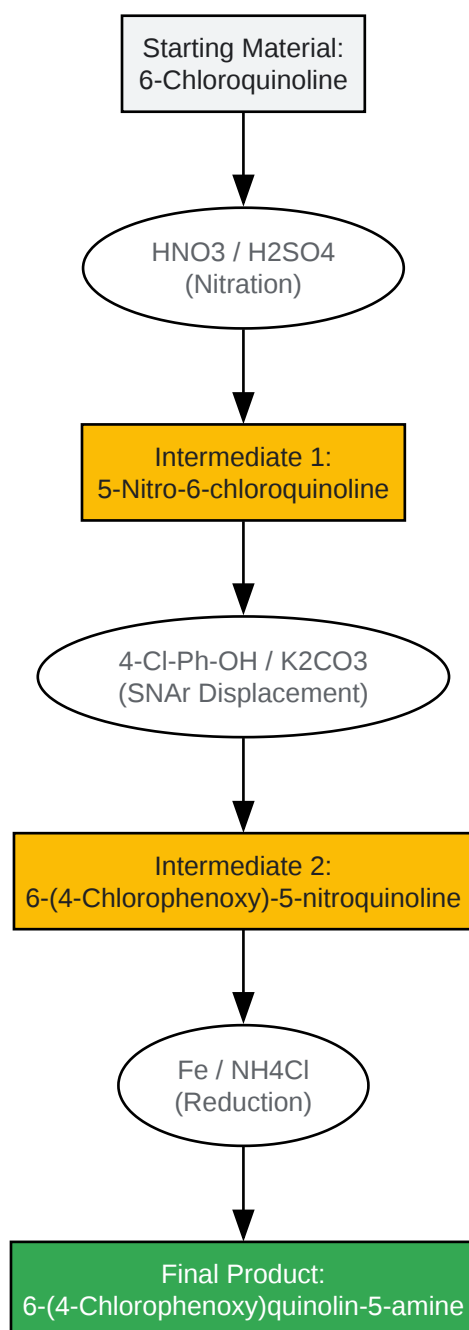 Starting Material:
6-Chloroquinoline
HNO3 / H2SO4
(Nitration)
Intermediate 1:
5-Nitro-6-chloroquinoline
4-Cl-Ph-OH / K2CO3
(SNAr Displacement)
Intermediate 2:
6-(4-Chlorophenoxy)-5-nitroquinoline
Fe / NH4Cl
(Reduction)
Final Product:
6-(4-Chlorophenoxy)quinolin-5-amine